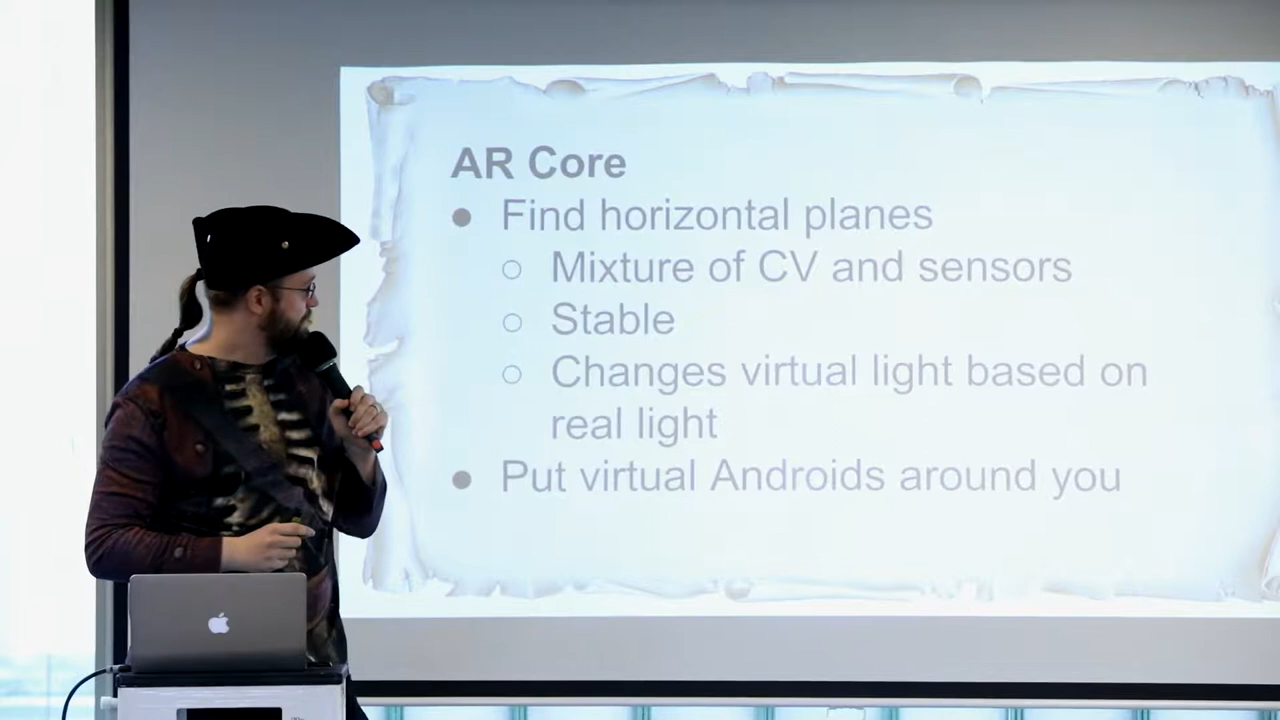 AR Core
● Find horizontal planes
○ Mixture of CV and sensors
○ Stable
○ Changes virtual light based on
real light
● Put virtual Androids around you